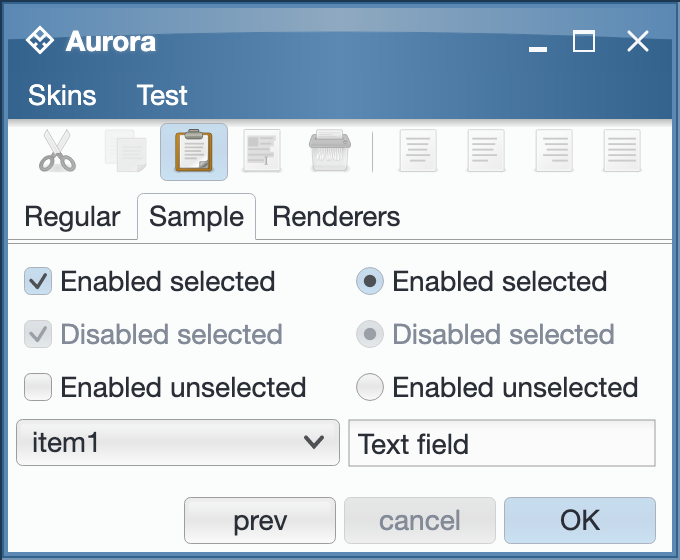 Aurora
Skins Test
Regular Sample Renderers
Enabled selected Enabled selected
Disabled selected Disabled selected
Enabled unselected Enabled unselected
item1 Text field
prev cancel OK